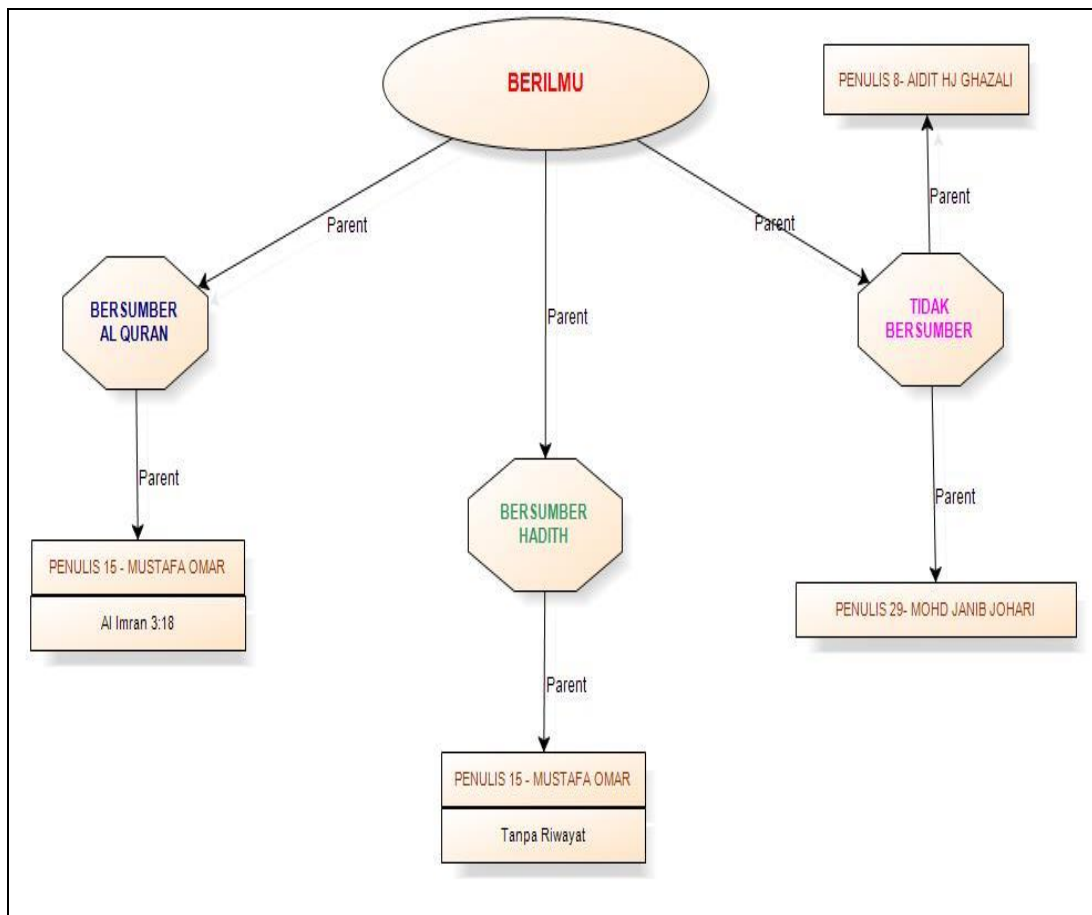 BERILMU
PENULIS 8- AIDIT HJ GHAZALI
Parent
Parent
Parent
Parent
BERSUMBER
AL QURAN
TIDAK
BERSUMBER
Parent
Parent
Parent
BERSUMBER
HADITH
PENULIS 15 - MUSTAFA OMAR
Al Imran 3:18
PENULIS 29- MOHD JANIB JOHARI
Parent
PENULIS 15 - MUSTAFA OMAR
Tanpa Riwayat